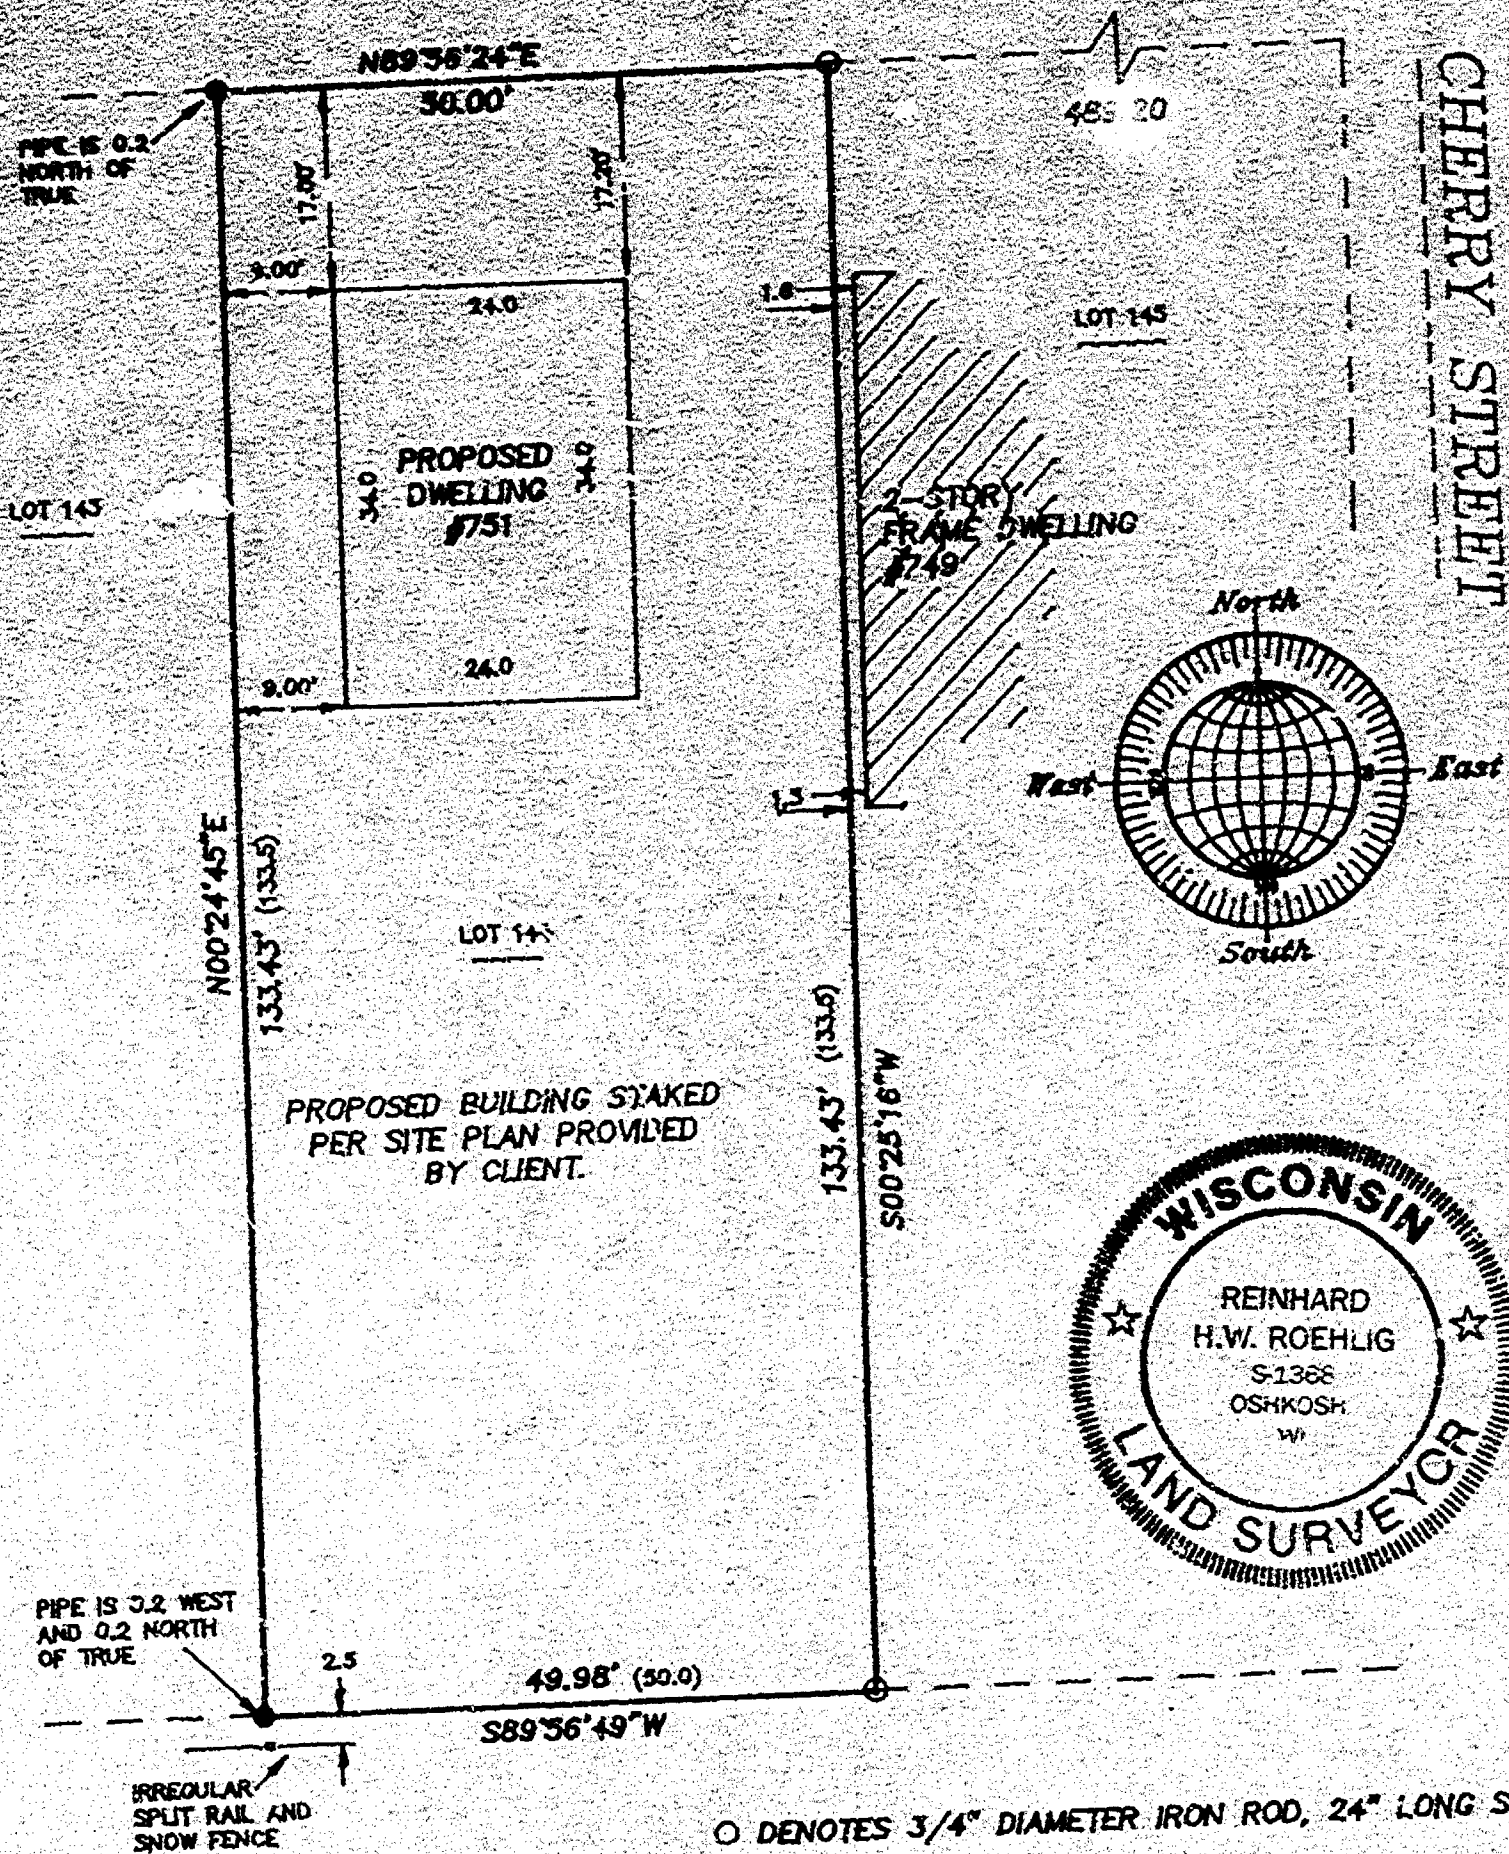 N89°56'24"E
50.00'
PIPE IS 0.2
NORTH OF
TRUE
17.20'
9.00'
24.0
1.6
CHERRY STREET
LOT 145
PROPOSED
DWELLING
#751
34.0
34.0
2-STORY
FRAME DWELLING
#749
24.0
9.00'
1.5
North
West
East
South
N00°24'45"E
133.43' (133.5)
LOT
133.43' (133.5)
S00°25'16"W
PROPOSED BUILDING STAKED
PER SITE PLAN PROVIDED
BY CLIENT.
WISCONSIN
REINHARD
H.W. ROEHLIG
S-1368
OSHKOSH
WI
LAND SURVEYOR
PIPE IS 0.2 WEST
AND 0.2 NORTH
OF TRUE
2.5
49.98' (50.0)
S89°56'49"W
IRREGULAR
SPLIT RAIL AND
SNOW FENCE
O DENOTES 3/4" DIAMETER IRON ROD, 24" LONG S